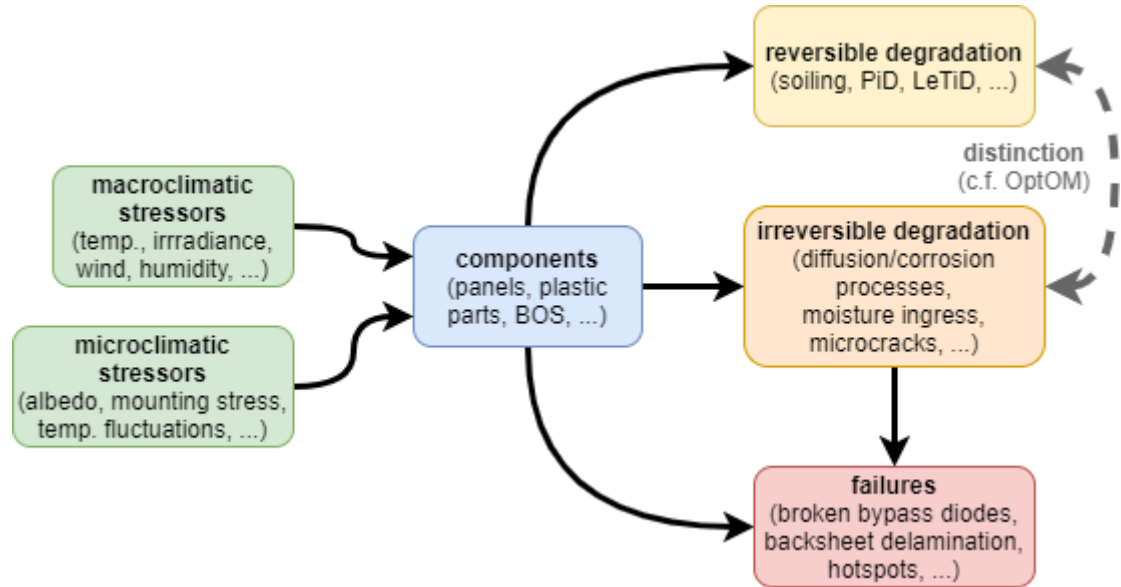 reversible degradation
(soiling, PiD, LeTiD, ...)
distinction
(c.f. OptOM)
macroclimatic
stressors
(temp., irrradiance,
wind, humidity, ...)
components
(panels, plastic
parts, BOS, ...)
irreversible degradation
(diffusion/corrosion
processes,
moisture ingress,
microcracks, ...)
microclimatic
stressors
(albedo, mounting stress,
temp. fluctuations, ...)
failures
(broken bypass diodes,
backsheet delamination,
hotspots, ...)